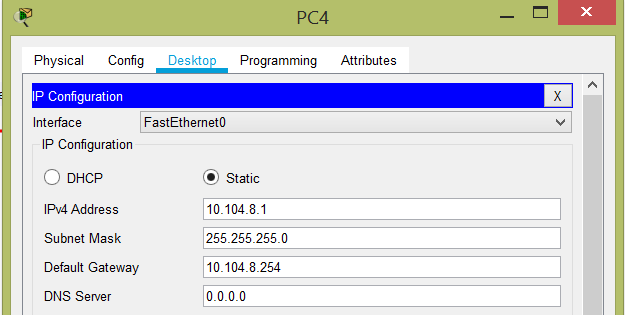 PC4
Physical Config Desktop Programming Attributes
IP Configuration X
Interface FastEthernet0
IP Configuration
DHCP Static
IPv4 Address 10.104.8.1
Subnet Mask 255.255.255.0
Default Gateway 10.104.8.254
DNS Server 0.0.0.0